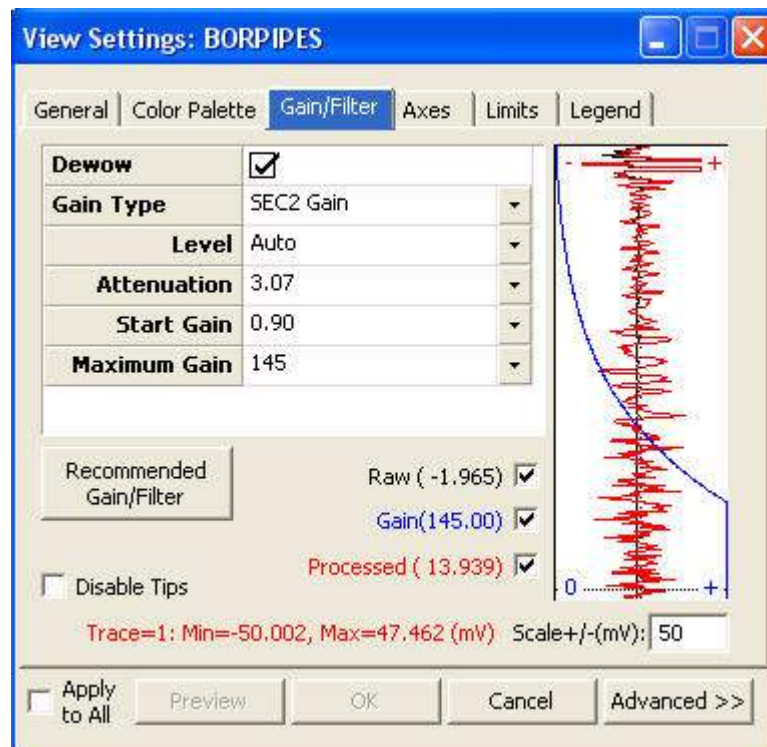 View Settings: BORPIPES
General Color Palette Gain/Filter Axes Limits Legend
Dewow
Gain Type SEC2 Gain
Level Auto
Attenuation 3.07
Start Gain 0.90
Maximum Gain 145
- +
Recommended
Gain/Filter
Raw ( -1.965)
Gain(145.00)
Processed ( 13.939)
Disable Tips
0 +
Trace=1: Min=-50.002, Max=47.462 (mV) Scale+/-(mV): 50
Apply
to All
Preview OK Cancel Advanced >>